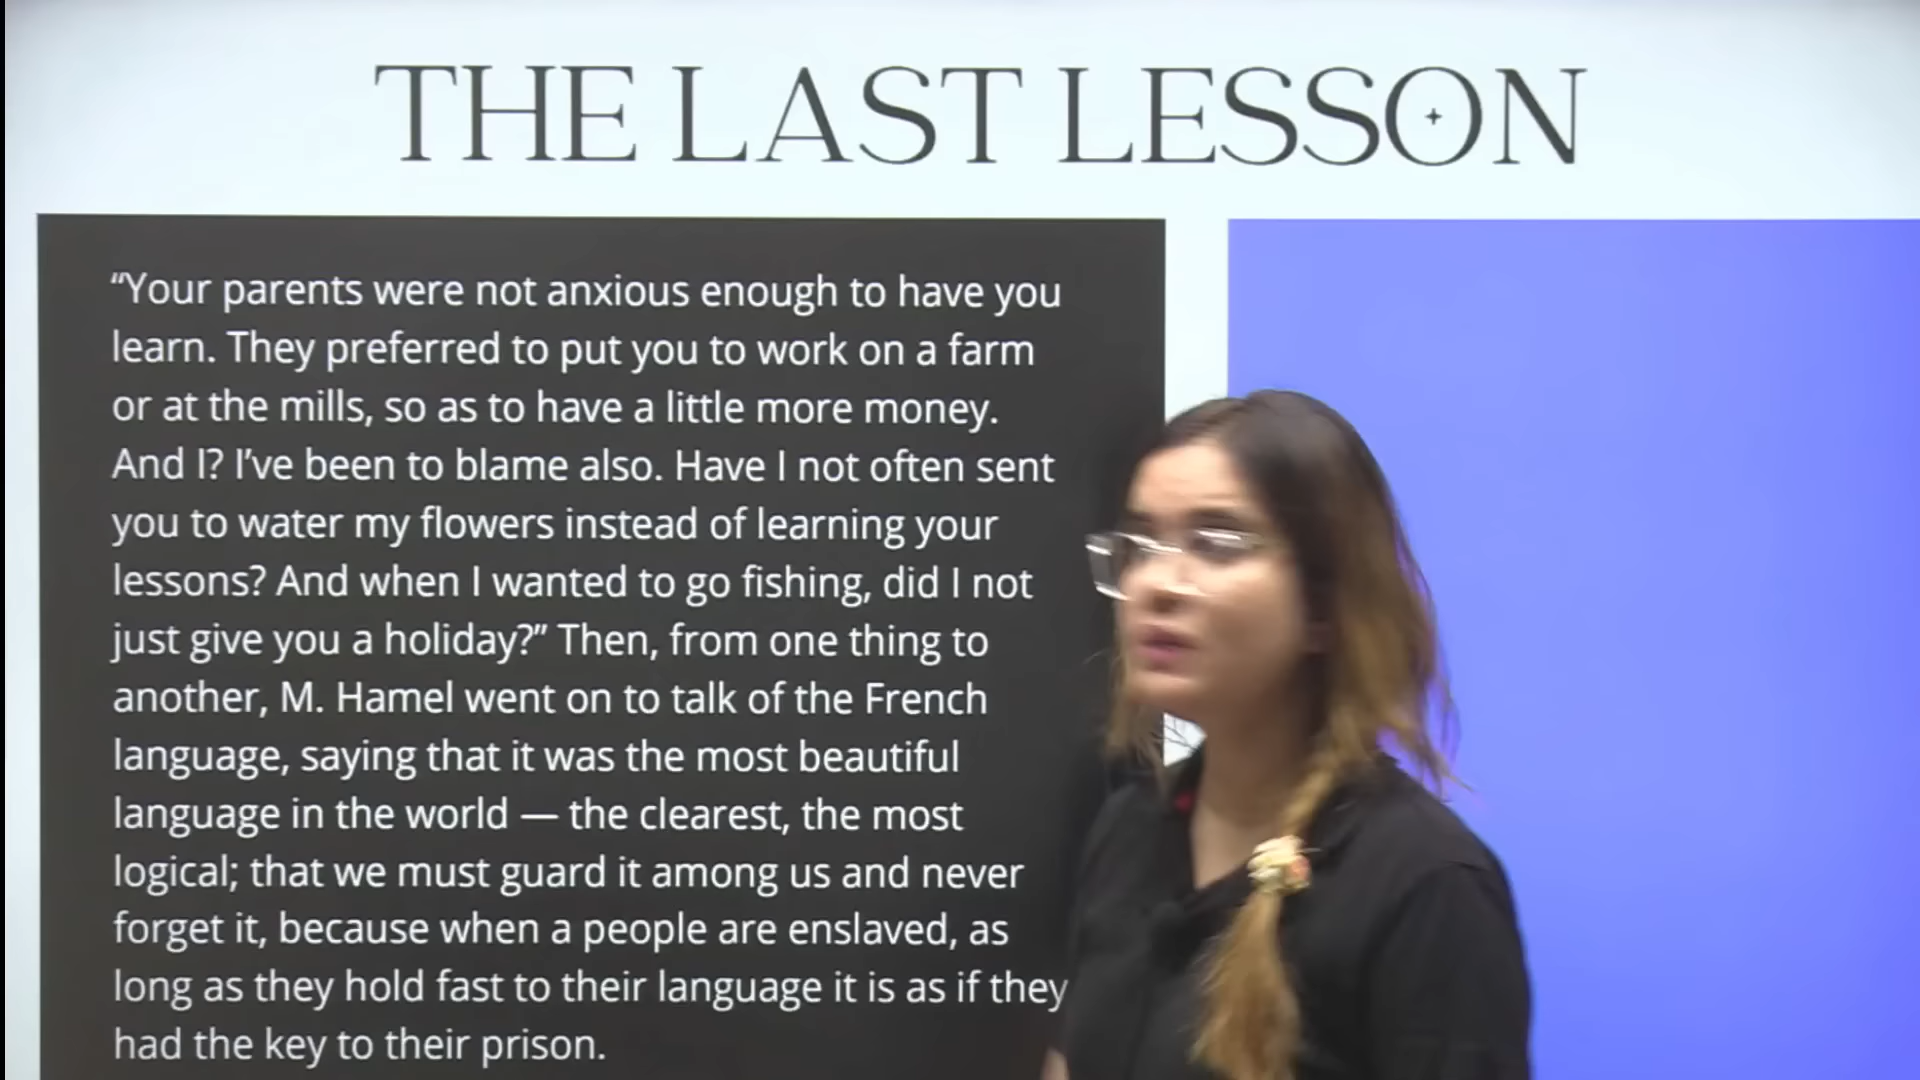 THE LAST LESSON
“Your parents were not anxious enough to have you
learn. They preferred to put you to work on a farm
or at the mills, so as to have a little more money.
And I? I’ve been to blame also. Have I not often sent
you to water my flowers instead of learning your
lessons? And when I wanted to go fishing, did I not
just give you a holiday?” Then, from one thing to
another, M. Hamel went on to talk of the French
language, saying that it was the most beautiful
language in the world — the clearest, the most
logical; that we must guard it among us and never
forget it, because when a people are enslaved, as
long as they hold fast to their language it is as if they
had the key to their prison.